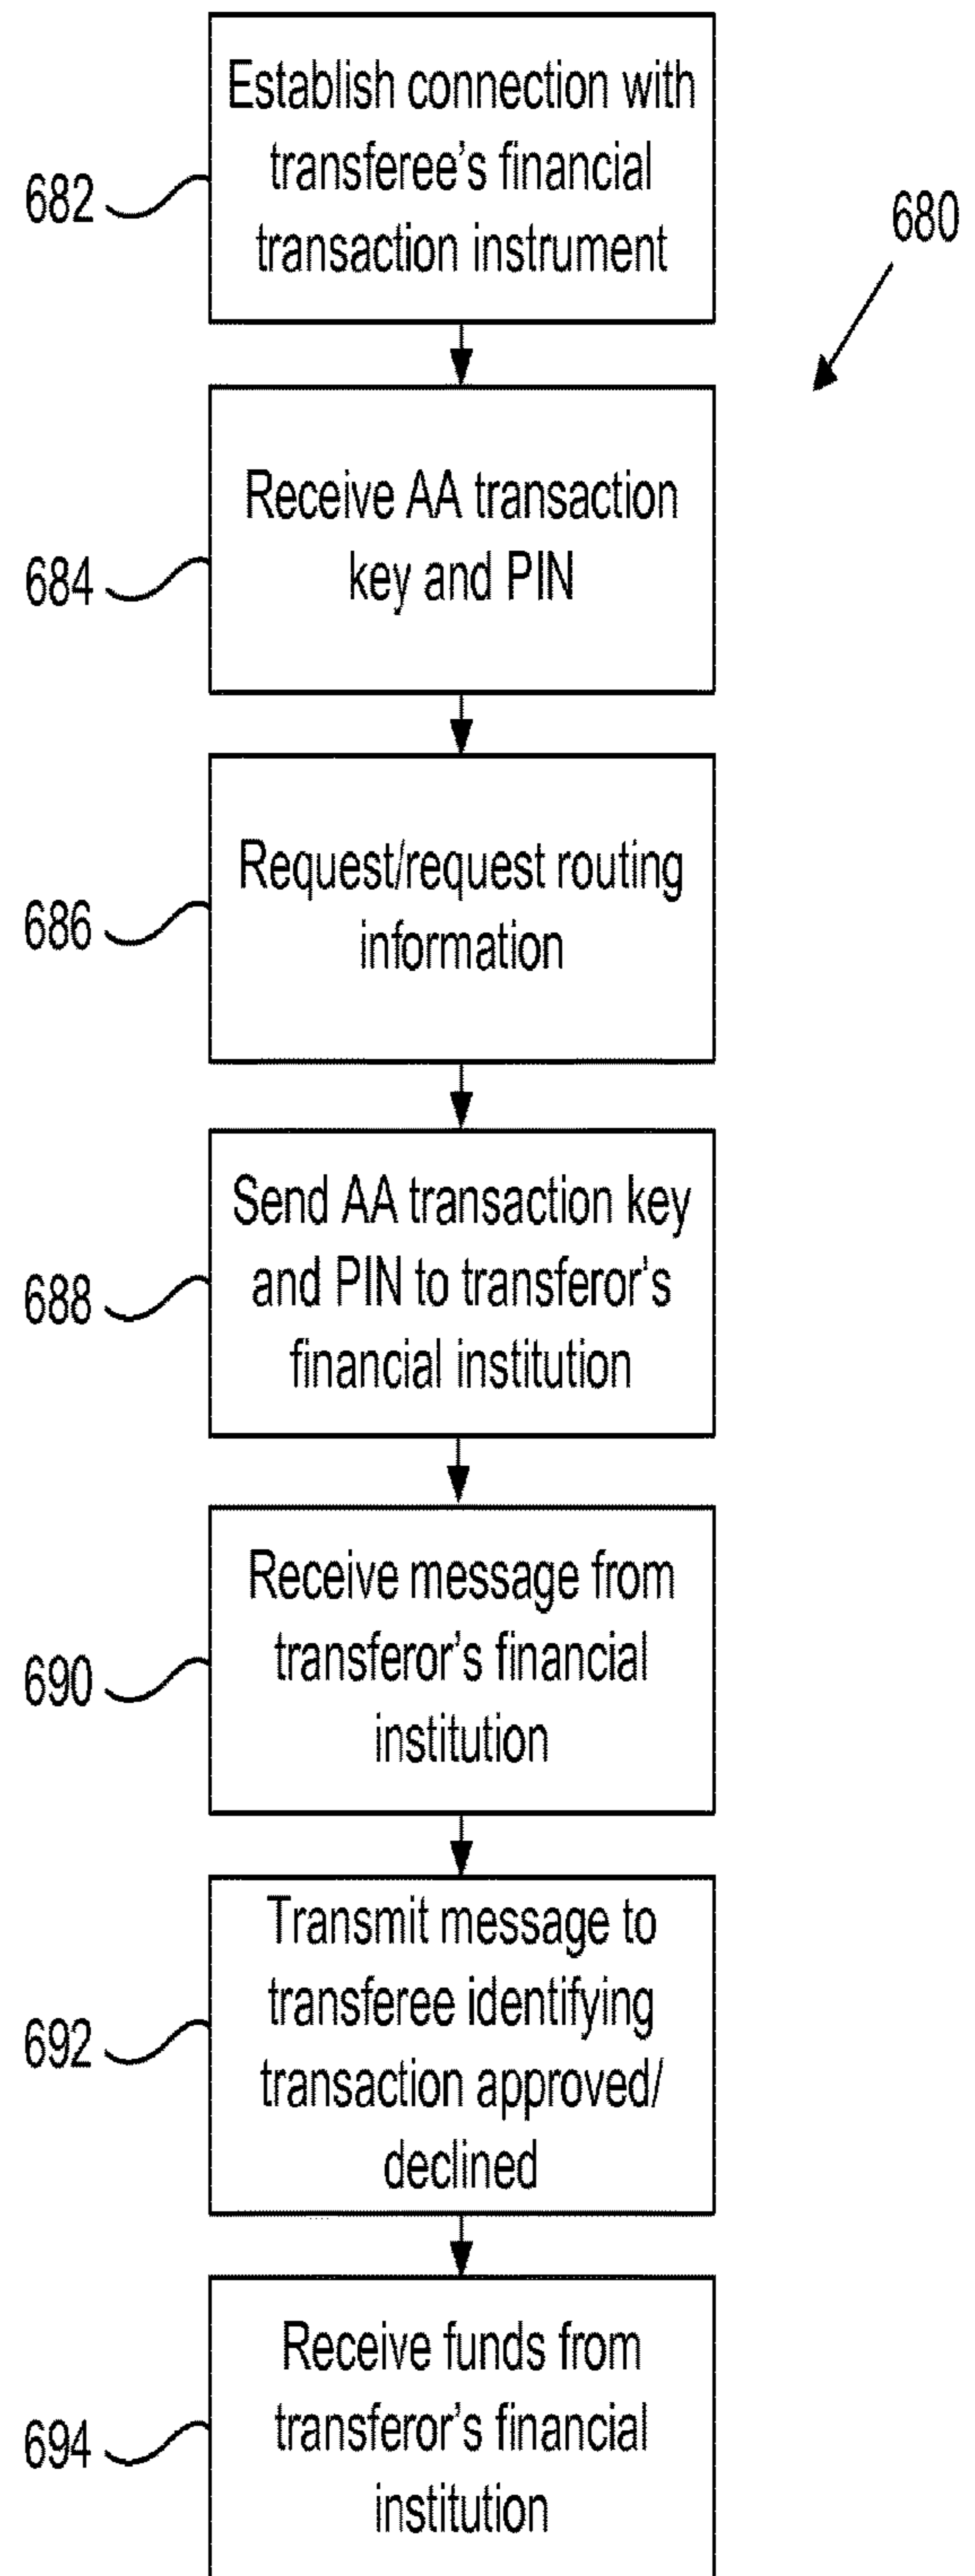 Establish connection with
transferee's financial
transaction instrument
682
680
Receive AA transaction
key and PIN
684
Request/request routing
information
686
Send AA transaction key
and PIN to transferor's
financial institution
688
Receive message from
transferor's financial
institution
690
Transmit message to
transferee identifying
transaction approved/
declined
692
Receive funds from
transferor's financial
institution
694